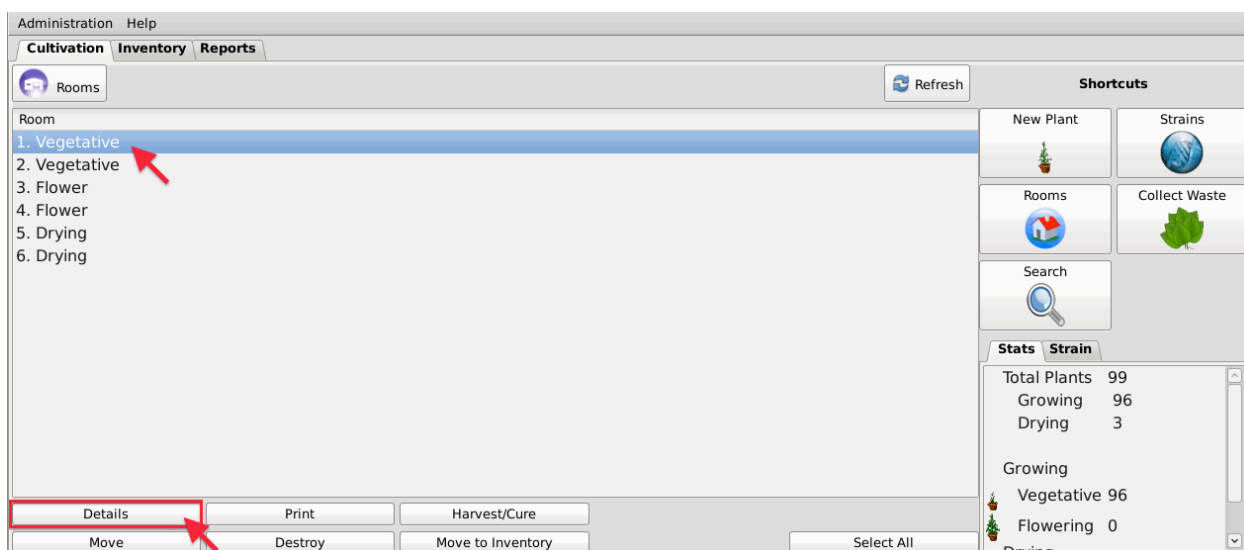 Administration Help
Cultivation Inventory Reports
Rooms
Refresh
Shortcuts
Room
1. Vegetative
2. Vegetative
3. Flower
4. Flower
5. Drying
6. Drying
New Plant
Strains
Rooms
Collect Waste
Search
Stats Strain
Total Plants 99
Growing 96
Drying 3
Growing
Vegetative 96
Flowering 0
Drying
Details Print Harvest/Cure
Move Destroy Move to Inventory Select All